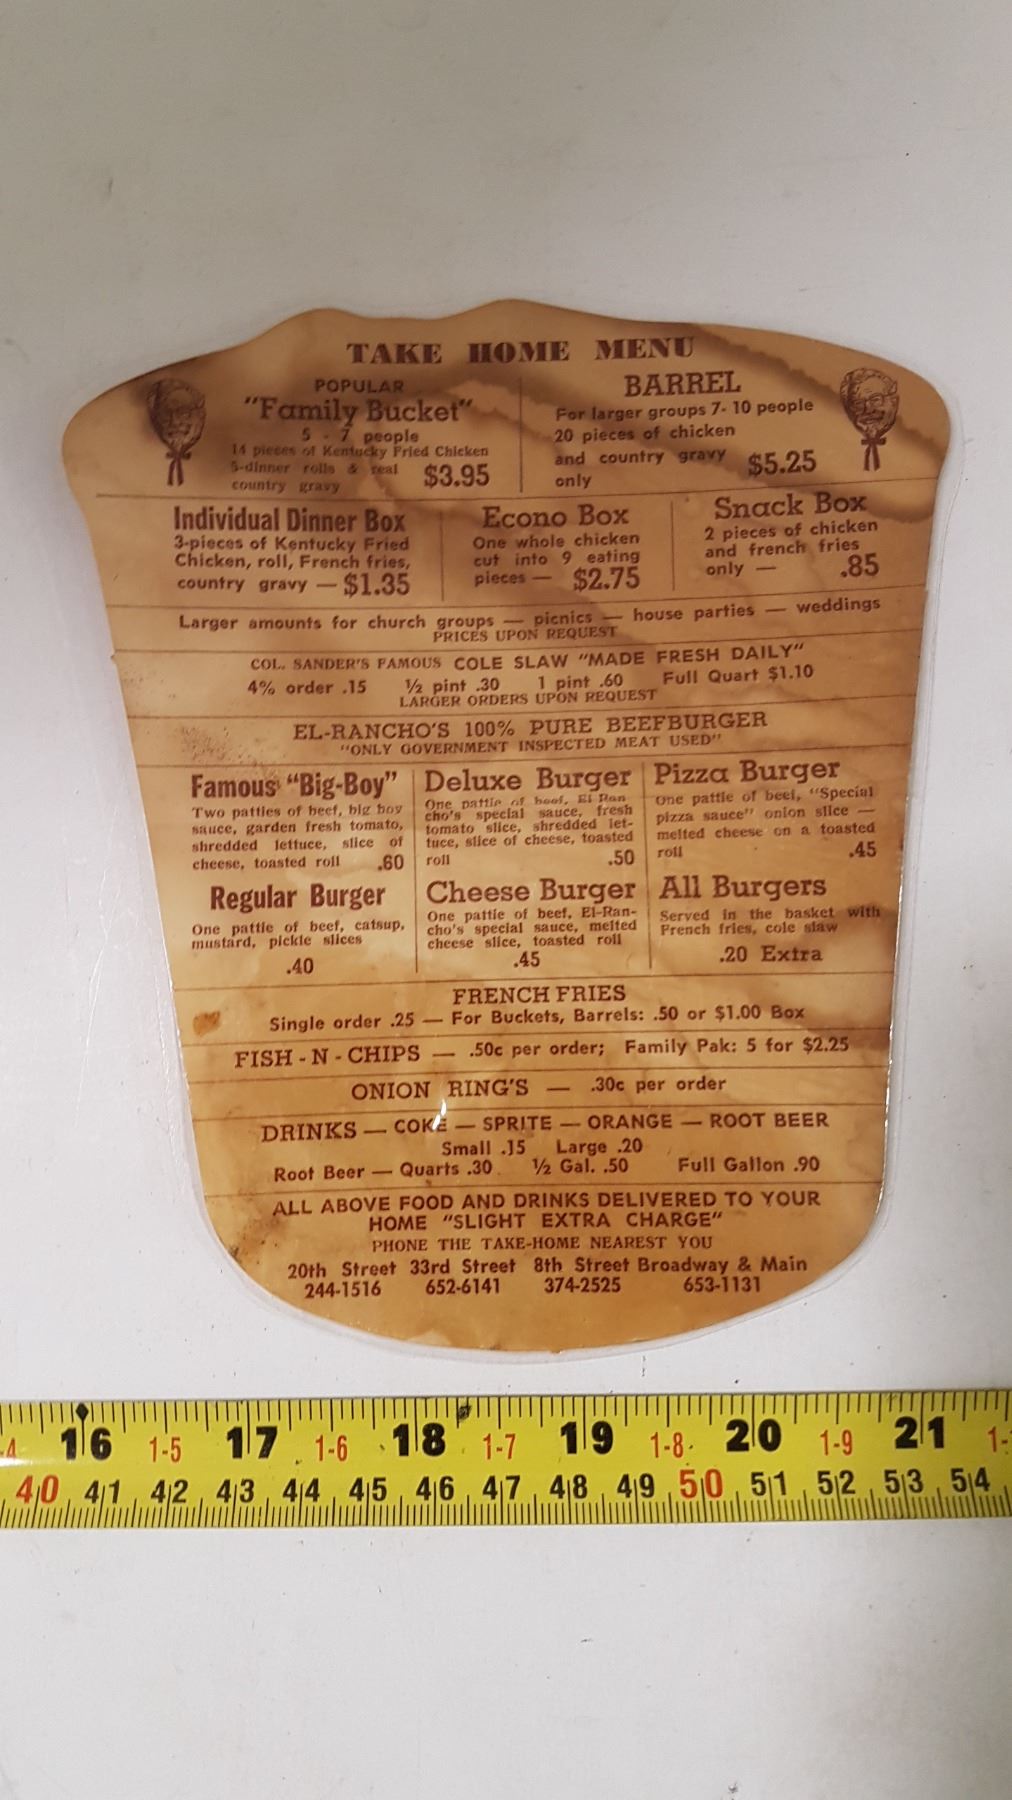 TAKE HOME MENU
POPULAR
"Family Bucket"
5 - 7 people
14 pieces of Kentucky Fried Chicken
5-dinner rolls & real
country gravy
$3.95
BARREL
For larger groups 7-10 people
20 pieces of chicken
and country gravy
only
$5.25
Individual Dinner Box
3-pieces of Kentucky Fried
Chicken, roll, French fries,
country gravy — $1.35
Econo Box
One whole chicken
cut into 9 eating
pieces — $2.75
Snack Box
2 pieces of chicken
and french fries
only — .85
Larger amounts for church groups — picnics — house parties — weddings
PRICES UPON REQUEST
COL. SANDER'S FAMOUS COLE SLAW "MADE FRESH DAILY"
4% order .15 ½ pint .30 1 pint .60 Full Quart $1.10
LARGER ORDERS UPON REQUEST
EL-RANCHO'S 100% PURE BEEFBURGER
"ONLY GOVERNMENT INSPECTED MEAT USED"
Famous "Big-Boy"
Two patties of beef, big boy
sauce, garden fresh tomato,
shredded lettuce, slice of
cheese, toasted roll .60
Deluxe Burger
One pattie of beef, El Ran-
cho's special sauce, fresh
tomato slice, shredded let-
tuce, slice of cheese, toasted
roll .50
Pizza Burger
One pattie of beef, "Special
pizza sauce" onion slice —
melted cheese on a toasted
roll .45
Regular Burger
One pattie of beef, catsup,
mustard, pickle slices
.40
Cheese Burger
One pattie of beef, El-Ran-
cho's special sauce, melted
cheese slice, toasted roll
.45
All Burgers
Served in the basket with
French fries, cole slaw
.20 Extra
FRENCH FRIES
Single order .25 — For Buckets, Barrels: .50 or $1.00 Box
FISH - N - CHIPS — .50c per order; Family Pak: 5 for $2.25
ONION RING'S — .30c per order
DRINKS — COKE — SPRITE — ORANGE — ROOT BEER
Small .15 Large .20
Root Beer — Quarts .30 ½ Gal. .50 Full Gallon .90
ALL ABOVE FOOD AND DRINKS DELIVERED TO YOUR
HOME "SLIGHT EXTRA CHARGE"
PHONE THE TAKE-HOME NEAREST YOU
20th Street 33rd Street 8th Street Broadway & Main
244-1516 652-6141 374-2525 653-1131
-4 16 1-5 17 1-6 18 1-7 19 1-8 20 1-9 21 1-
40 41 42 43 44 45 46 47 48 49 50 51 52 53 54